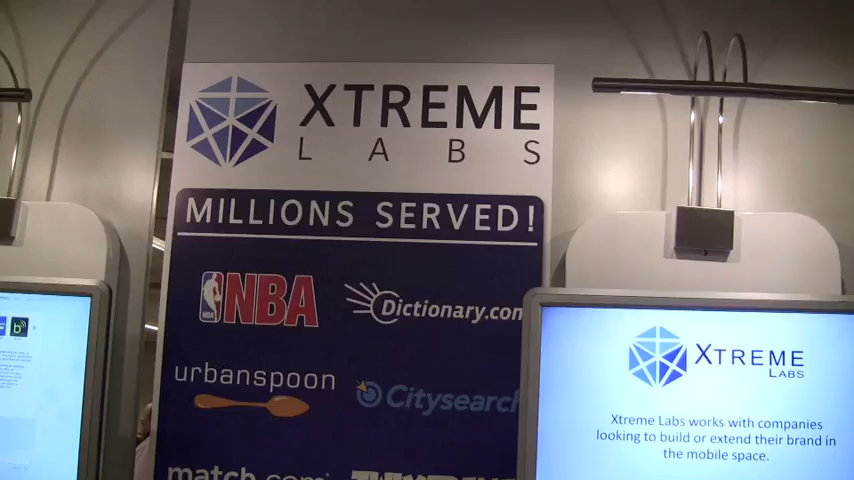 XTREME
LABS
MILLIONS SERVED!
NBA
Dictionary.com
urbanspoon
Citysearch
match.com
XTREME
LABS
Xtreme Labs works with companies
looking to build or extend their brand in
the mobile space.